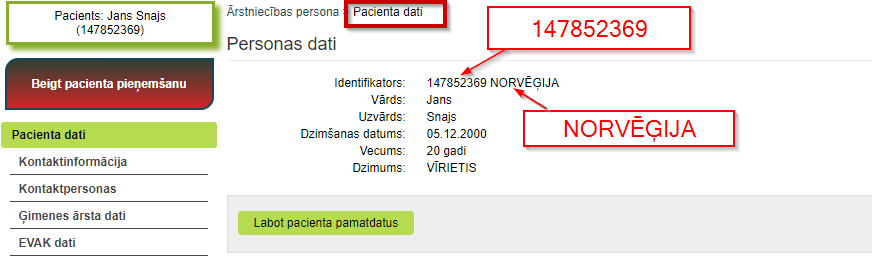 Pacients: Jans Snajs
(147852369)
Beigt pacienta pieņemšanu
Pacienta dati
Kontaktinformācija
Kontaktpersonas
Ģimenes ārsta dati
EVAK dati
Ārstniecības persona > Pacienta dati
Personas dati
147852369
Identifikators: 147852369 NORVĒĢIJA
Vārds: Jans
Uzvārds: Snajs
Dzimšanas datums: 05.12.2000
Vecums: 20 gadi
Dzimums: VĪRIETIS
NORVĒĢIJA
Labot pacienta pamatdatus